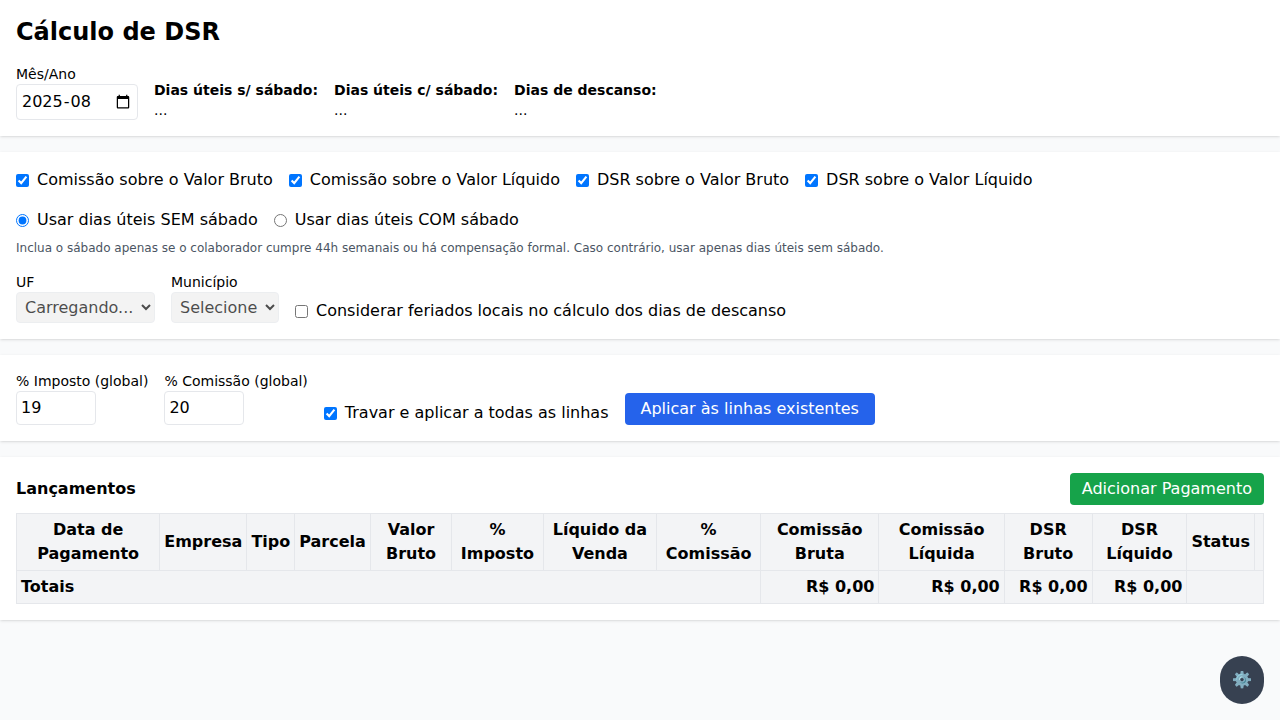 Cálculo de DSR
Mês/Ano
2025-08
Dias úteis s/ sábado:
...
Dias úteis c/ sábado:
...
Dias de descanso:
...
Comissão sobre o Valor Bruto
Comissão sobre o Valor Líquido
DSR sobre o Valor Bruto
DSR sobre o Valor Líquido
Usar dias úteis SEM sábado
Usar dias úteis COM sábado
Inclua o sábado apenas se o colaborador cumpre 44h semanais ou há compensação formal. Caso contrário, usar apenas dias úteis sem sábado.
UF
Carregando...
Município
Selecione
Considerar feriados locais no cálculo dos dias de descanso
% Imposto (global)
19
% Comissão (global)
20
Travar e aplicar a todas as linhas
Aplicar às linhas existentes
Lançamentos
Adicionar Pagamento
Data de
Pagamento
Empresa
Tipo
Parcela
Valor
Bruto
%
Imposto
Líquido da
Venda
%
Comissão
Comissão
Bruta
Comissão
Líquida
DSR
Bruto
DSR
Líquido
Status
Totais
R$ 0,00
R$ 0,00
R$ 0,00
R$ 0,00